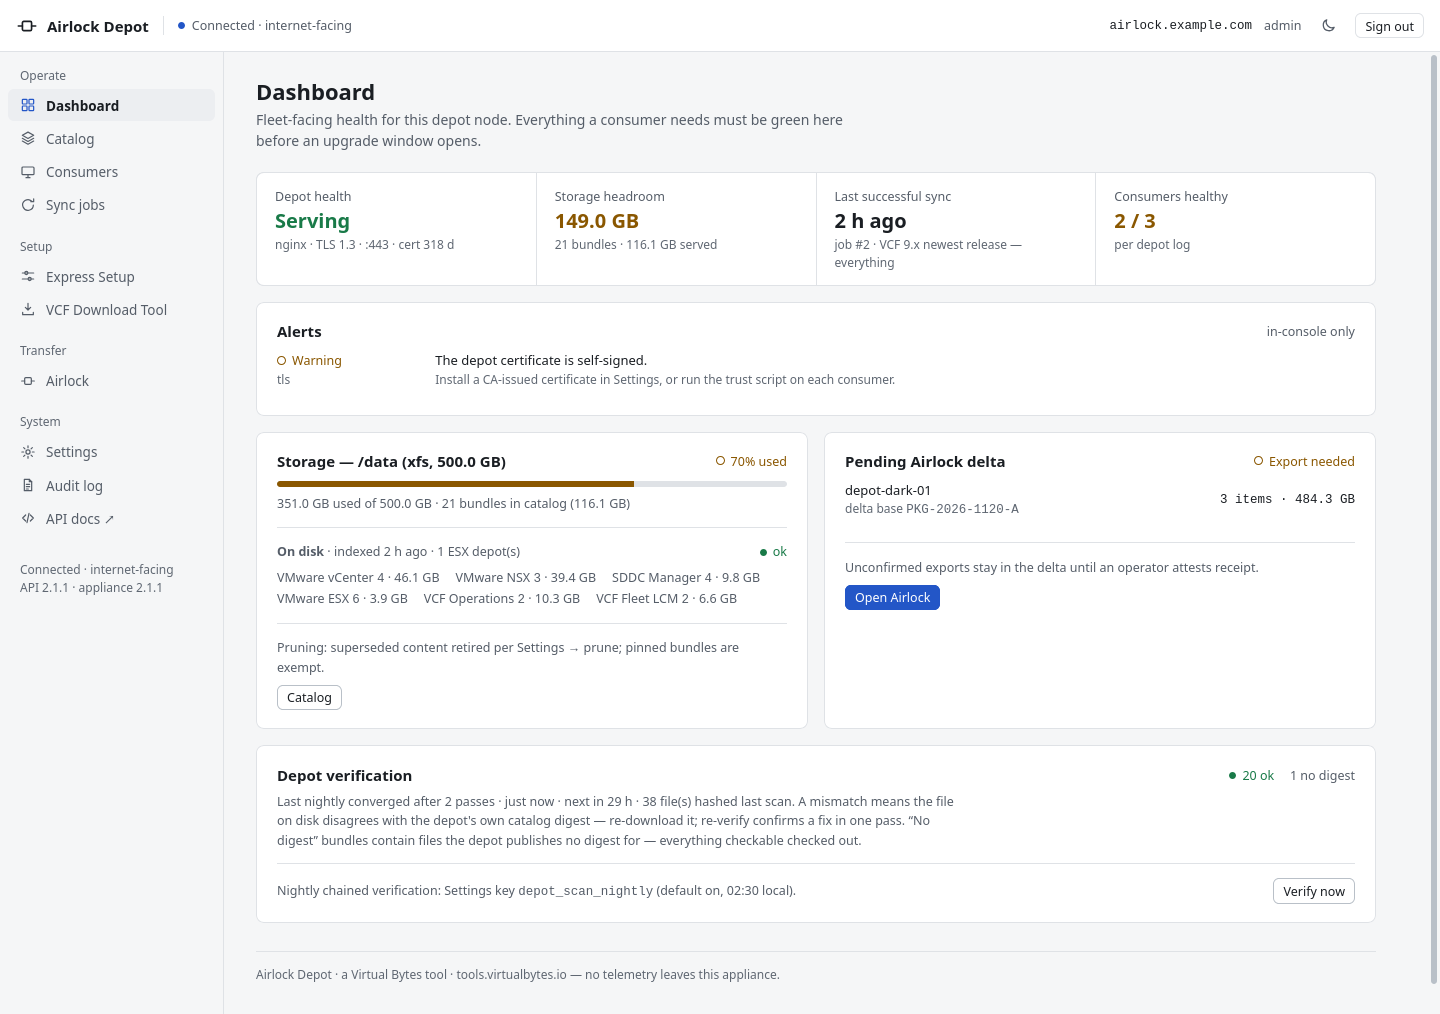 Airlock Depot
Connected · internet-facing
airlock.example.com
admin
Sign out
Operate
Dashboard
Catalog
Consumers
Sync jobs
Setup
Express Setup
VCF Download Tool
Transfer
Airlock
System
Settings
Audit log
API docs ↗
Connected · internet-facing
API 2.1.1 · appliance 2.1.1
Dashboard
Fleet-facing health for this depot node. Everything a consumer needs must be green here
before an upgrade window opens.
Depot health
Serving
nginx · TLS 1.3 · :443 · cert 318 d
Storage headroom
149.0 GB
21 bundles · 116.1 GB served
Last successful sync
2 h ago
job #2 · VCF 9.x newest release —
everything
Consumers healthy
2 / 3
per depot log
Alerts
in-console only
Warning
tls
The depot certificate is self-signed.
Install a CA-issued certificate in Settings, or run the trust script on each consumer.
Storage — /data (xfs, 500.0 GB)
70% used
351.0 GB used of 500.0 GB · 21 bundles in catalog (116.1 GB)
On disk · indexed 2 h ago · 1 ESX depot(s)
ok
VMware vCenter 4 · 46.1 GB VMware NSX 3 · 39.4 GB SDDC Manager 4 · 9.8 GB
VMware ESX 6 · 3.9 GB VCF Operations 2 · 10.3 GB VCF Fleet LCM 2 · 6.6 GB
Pruning: superseded content retired per Settings → prune; pinned bundles are
exempt.
Catalog
Pending Airlock delta
Export needed
depot-dark-01
delta base PKG-2026-1120-A
3 items · 484.3 GB
Unconfirmed exports stay in the delta until an operator attests receipt.
Open Airlock
Depot verification
20 ok
1 no digest
Last nightly converged after 2 passes · just now · next in 29 h · 38 file(s) hashed last scan. A mismatch means the file
on disk disagrees with the depot's own catalog digest — re-download it; re-verify confirms a fix in one pass. “No
digest” bundles contain files the depot publishes no digest for — everything checkable checked out.
Nightly chained verification: Settings key depot_scan_nightly (default on, 02:30 local).
Verify now
Airlock Depot · a Virtual Bytes tool · tools.virtualbytes.io — no telemetry leaves this appliance.